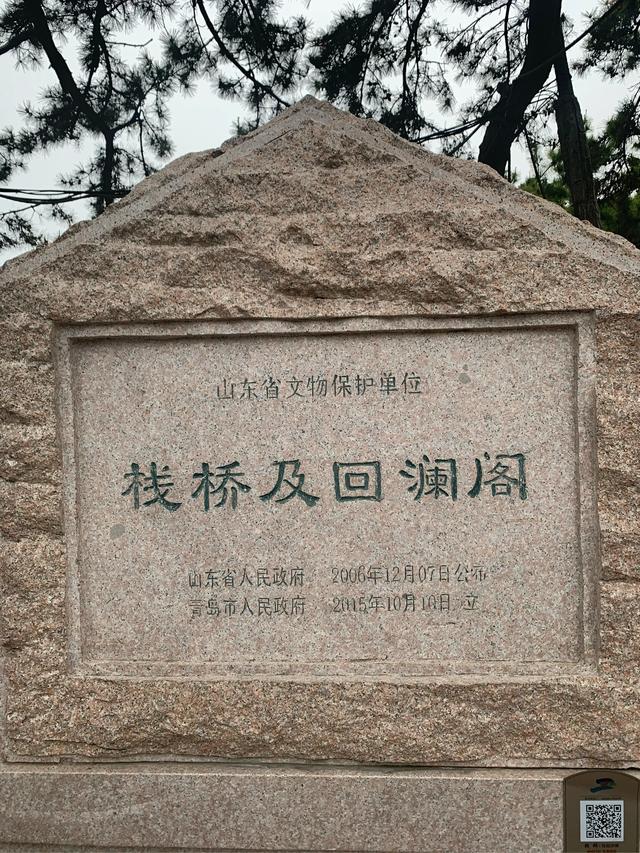 山东省文物保护单位
栈桥及回澜阁
山东省人民政府 2006年12月07日公布
青岛市人民政府 2015年10月10日 立